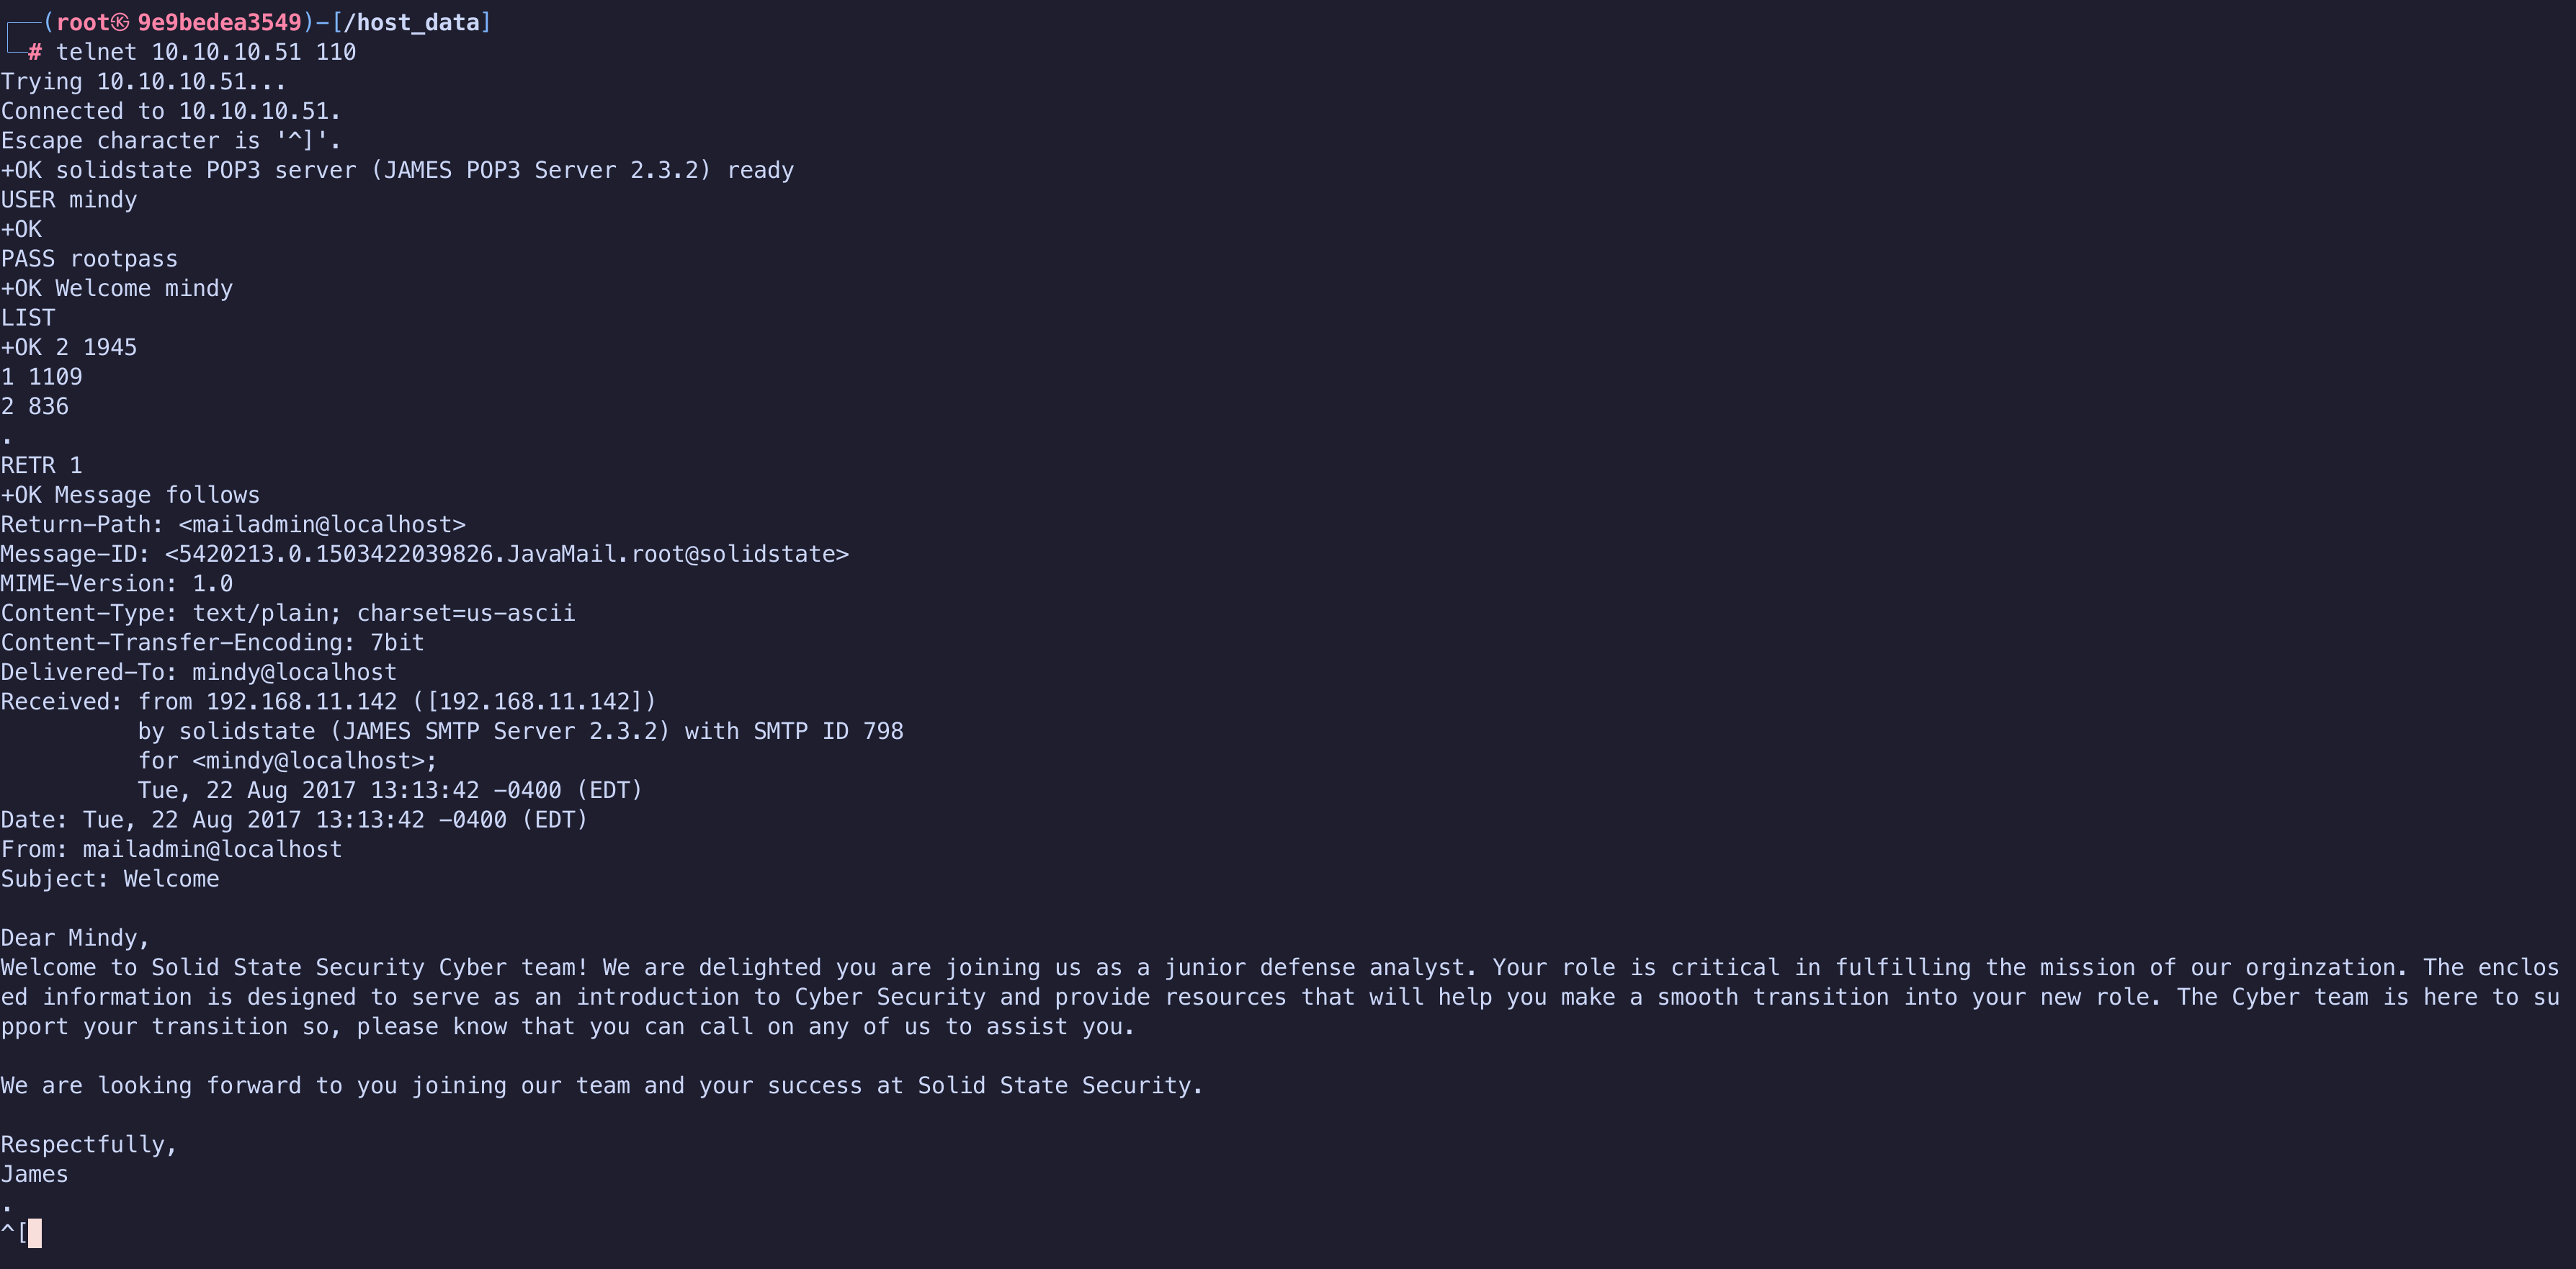 ┌──(root㉿9e9bedea3549)-[/host_data]
└─# telnet 10.10.10.51 110
Trying 10.10.10.51...
Connected to 10.10.10.51.
Escape character is '^]'.
+OK solidstate POP3 server (JAMES POP3 Server 2.3.2) ready
USER mindy
+OK
PASS rootpass
+OK Welcome mindy
LIST
+OK 2 1945
1 1109
2 836
.
RETR 1
+OK Message follows
Return-Path: <mailadmin@localhost>
Message-ID: <5420213.0.1503422039826.JavaMail.root@solidstate>
MIME-Version: 1.0
Content-Type: text/plain; charset=us-ascii
Content-Transfer-Encoding: 7bit
Delivered-To: mindy@localhost
Received: from 192.168.11.142 ([192.168.11.142])
          by solidstate (JAMES SMTP Server 2.3.2) with SMTP ID 798
          for <mindy@localhost>;
          Tue, 22 Aug 2017 13:13:42 -0400 (EDT)
Date: Tue, 22 Aug 2017 13:13:42 -0400 (EDT)
From: mailadmin@localhost
Subject: Welcome

Dear Mindy,
Welcome to Solid State Security Cyber team! We are delighted you are joining us as a junior defense analyst. Your role is critical in fulfilling the mission of our orginzation. The enclos
ed information is designed to serve as an introduction to Cyber Security and provide resources that will help you make a smooth transition into your new role. The Cyber team is here to su
pport your transition so, please know that you can call on any of us to assist you.

We are looking forward to you joining our team and your success at Solid State Security.

Respectfully,
James
.
^[